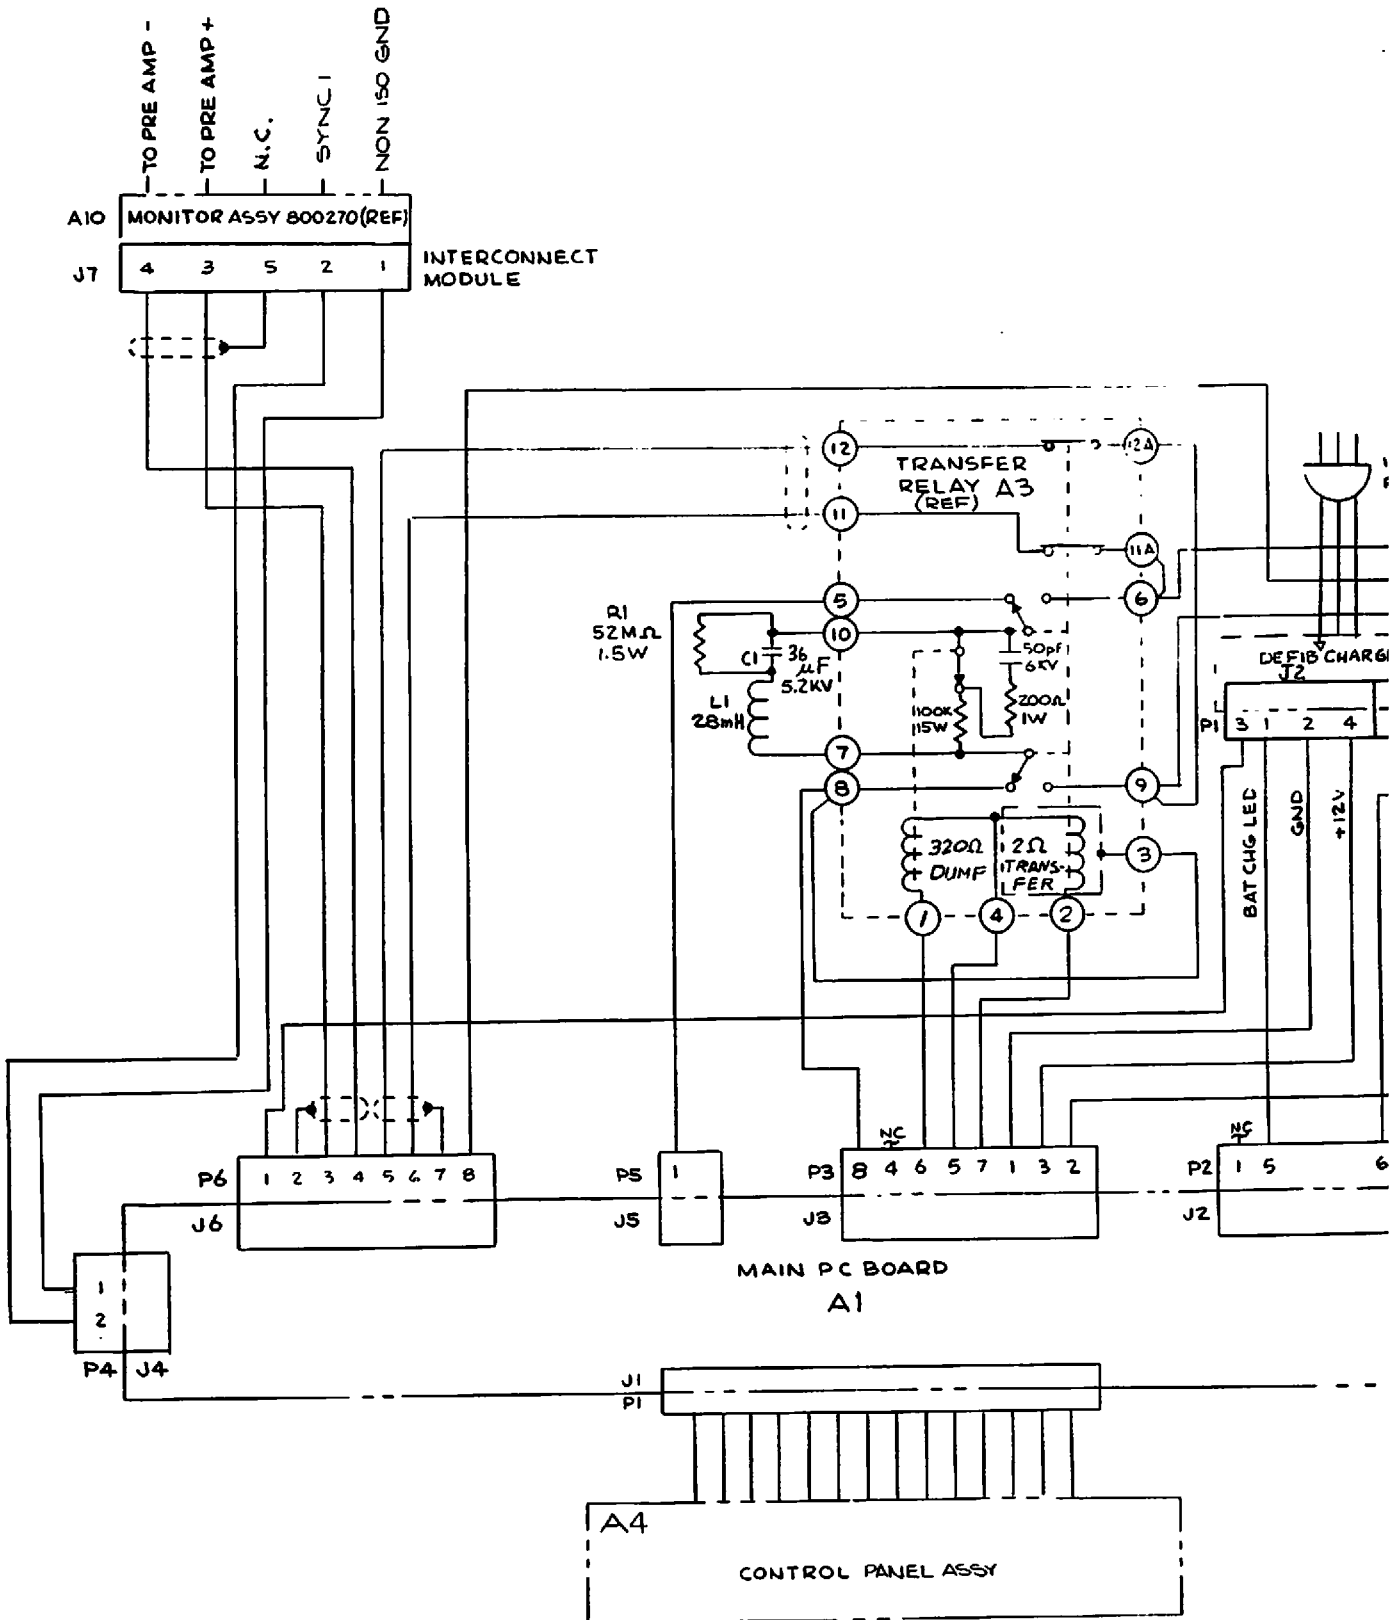 TO PRE AMP -
TO PRE AMP +
N.C.
SYNC 1
NON ISO GND
A10
MONITOR ASSY 800270 (REF)
J7
4 3 5 2 1
INTERCONNECT
MODULE
12
12A
TRANSFER
RELAY A3
(REF)
11
11A
5
6
R1
52MΩ
1.5W
10
C1
36
µF
5.2KV
50pf
6KV
L1
28mH
100K
15W
200Ω
1W
7
8
9
DEFIB CHARG
J2
P1
3 1 2 4
BAT CHG LED
GND
+12V
320Ω
DUMP
2Ω
TRANS-
FER
3
1
4
2
P6
1 2 3 4 5 6 7 8
J6
P5
1
J5
P3
NC
8 4 6 5 7 1 3 2
J3
P2
NC
1 5 6
J2
MAIN PC BOARD
A1
1
2
P4 J4
J1
P1
A4
CONTROL PANEL ASSY